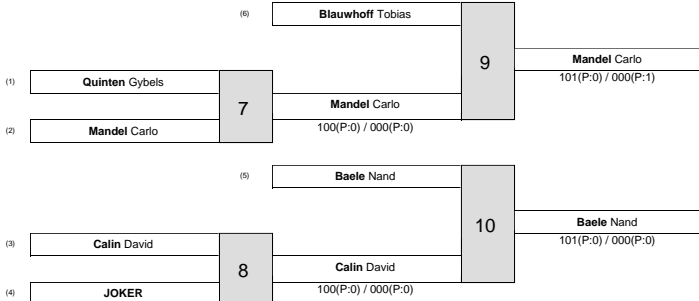 (6) Blauwhoff Tobias
9
Mandel Carlo
101(P:0) / 000(P:1)
(1) Quinten Gybels
7
Mandel Carlo
100(P:0) / 000(P:0)
(2) Mandel Carlo
(5) Baele Nand
10
Baele Nand
101(P:0) / 000(P:0)
(3) Calin David
8
Calin David
100(P:0) / 000(P:0)
(4) JOKER